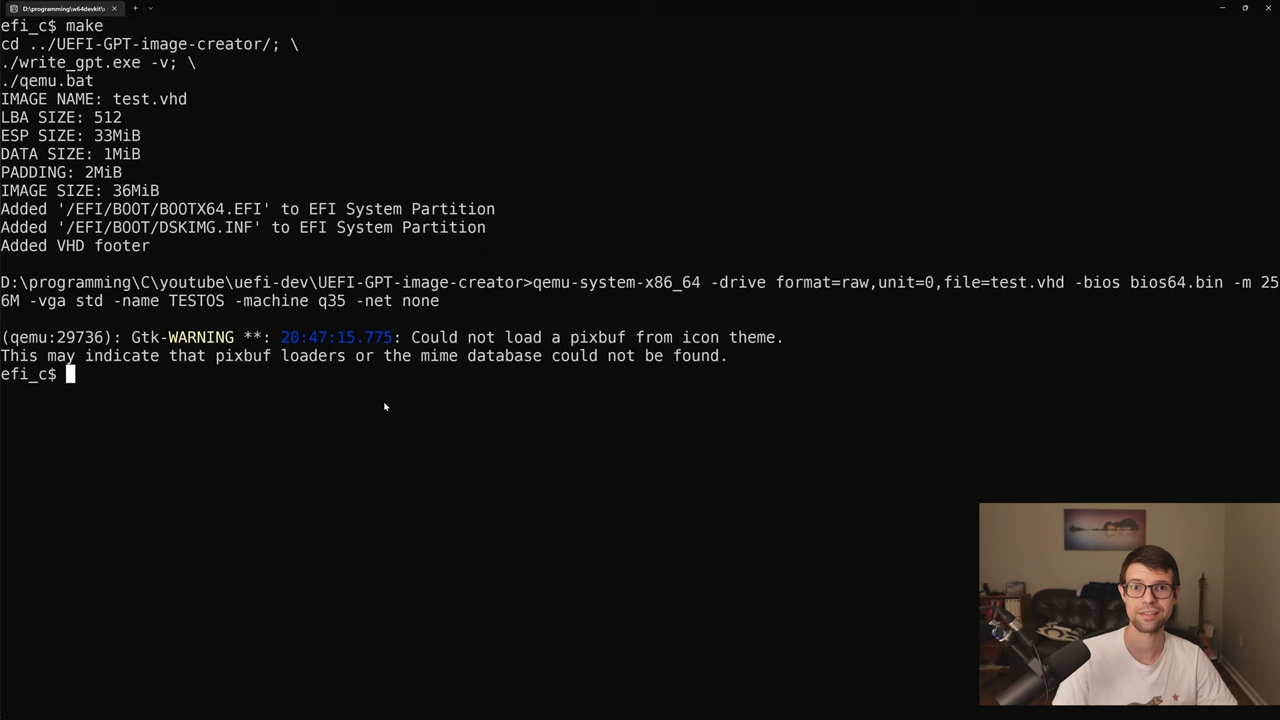 D:\programming\w64devkit\
efi_c$ make
cd ../UEFI-GPT-image-creator/; \
./write_gpt.exe -v; \
./qemu.bat
IMAGE NAME: test.vhd
LBA SIZE: 512
ESP SIZE: 33MiB
DATA SIZE: 1MiB
PADDING: 2MiB
IMAGE SIZE: 36MiB
Added '/EFI/BOOT/BOOTX64.EFI' to EFI System Partition
Added '/EFI/BOOT/DSKIMG.INF' to EFI System Partition
Added VHD footer
D:\programming\C\youtube\uefi-dev\UEFI-GPT-image-creator>qemu-system-x86_64 -drive format=raw,unit=0,file=test.vhd -bios bios64.bin -m 25
6M -vga std -name TESTOS -machine q35 -net none
(qemu:29736): Gtk-WARNING **: 20:47:15.775: Could not load a pixbuf from icon theme.
This may indicate that pixbuf loaders or the mime database could not be found.
efi_c$